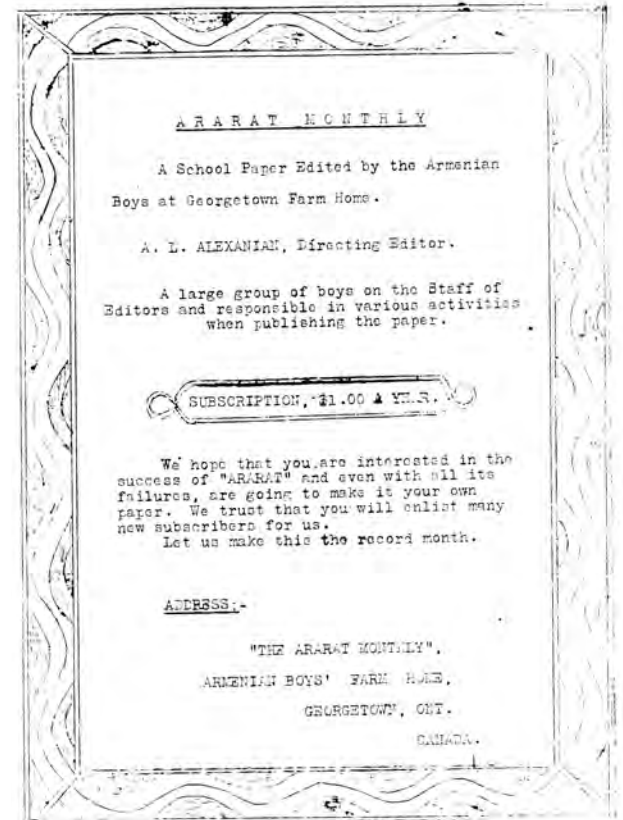 ARARAT MONTHLY
A School Paper Edited by the Armenian
Boys at Georgetown Farm Home.
A. L. ALEXANIAN, Directing Editor.
A large group of boys on the Staff of
Editors and responsible in various activities
when publishing the paper.
SUBSCRIPTION, $1.00 A YEAR.
We hope that you are interested in the
success of "ARARAT" and even with all its
failures, are going to make it your own
paper. We trust that you will enlist many
new subscribers for us.
Let us make this the record month.
ADDRESS:-
"THE ARARAT MONTHLY",
ARMENIAN BOYS' FARM HOME,
GEORGETOWN, ONT.
CANADA.